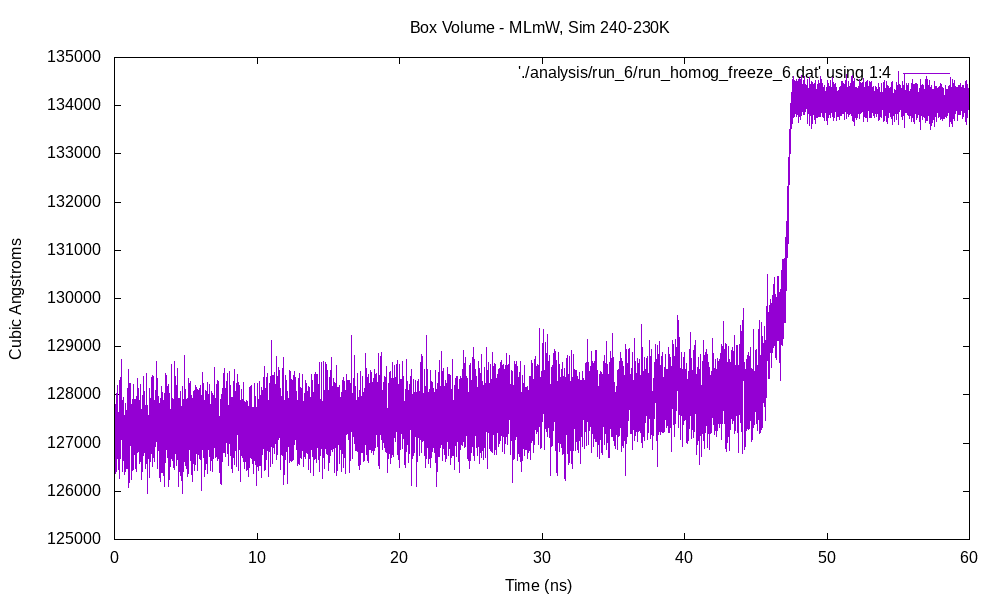 Box Volume - MLmW, Sim 240-230K
'./analysis/run_6/run_homog_freeze_6.dat' using 1:4
135000
134000
133000
132000
131000
130000
129000
128000
127000
126000
125000
Cubic Angstroms
0 10 20 30 40 50 60
Time (ns)